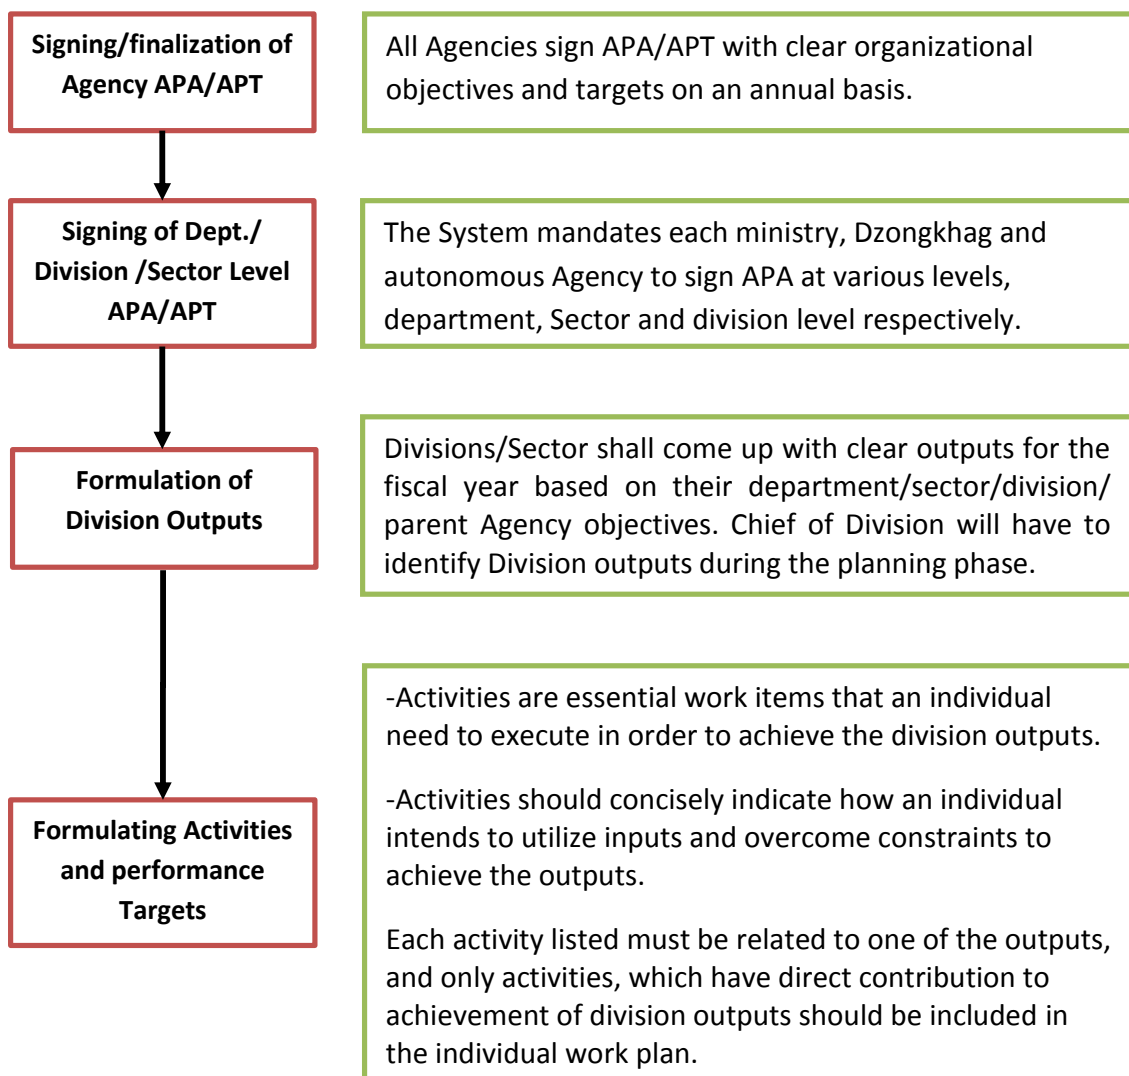 Signing/finalization of
Agency APA/APT
All Agencies sign APA/APT with clear organizational
objectives and targets on an annual basis.
Signing of Dept./
Division /Sector Level
APA/APT
The System mandates each ministry, Dzongkhag and
autonomous Agency to sign APA at various levels,
department, Sector and division level respectively.
Formulation of
Division Outputs
Divisions/Sector shall come up with clear outputs for the
fiscal year based on their department/sector/division/
parent Agency objectives. Chief of Division will have to
identify Division outputs during the planning phase.
Formulating Activities
and performance
Targets
-Activities are essential work items that an individual
need to execute in order to achieve the division outputs.
-Activities should concisely indicate how an individual
intends to utilize inputs and overcome constraints to
achieve the outputs.
Each activity listed must be related to one of the outputs,
and only activities, which have direct contribution to
achievement of division outputs should be included in
the individual work plan.